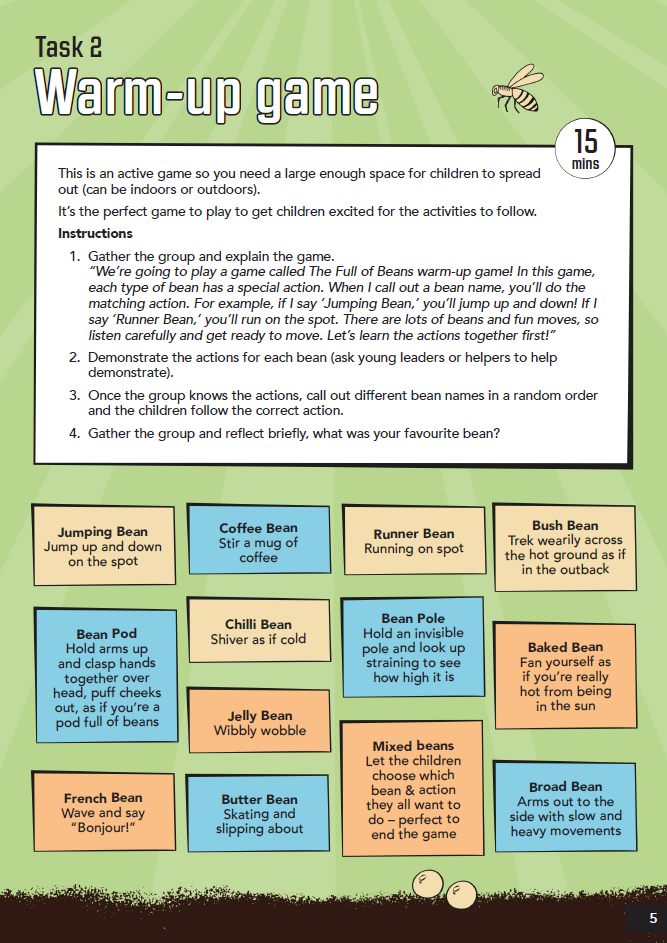 Task 2
Warm-up game
15
mins
This is an active game so you need a large enough space for children to spread
out (can be indoors or outdoors).
It’s the perfect game to play to get children excited for the activities to follow.
Instructions
1. Gather the group and explain the game.
“We’re going to play a game called The Full of Beans warm-up game! In this game,
each type of bean has a special action. When I call out a bean name, you’ll do the
matching action. For example, if I say ‘Jumping Bean,’ you’ll jump up and down! If I
say ‘Runner Bean,’ you’ll run on the spot. There are lots of beans and fun moves, so
listen carefully and get ready to move. Let’s learn the actions together first!”
2. Demonstrate the actions for each bean (ask young leaders or helpers to help
demonstrate).
3. Once the group knows the actions, call out different bean names in a random order
and the children follow the correct action.
4. Gather the group and reflect briefly, what was your favourite bean?
Jumping Bean
Jump up and down
on the spot
Coffee Bean
Stir a mug of
coffee
Runner Bean
Running on spot
Bush Bean
Trek wearily across
the hot ground as if
in the outback
Bean Pod
Hold arms up
and clasp hands
together over
head, puff cheeks
out, as if you’re a
pod full of beans
Chilli Bean
Shiver as if cold
Bean Pole
Hold an invisible
pole and look up
straining to see
how high it is
Baked Bean
Fan yourself as
if you’re really
hot from being
in the sun
Jelly Bean
Wibbly wobble
Mixed beans
Let the children
choose which
bean & action
they all want to
do – perfect to
end the game
French Bean
Wave and say
“Bonjour!”
Butter Bean
Skating and
slipping about
Broad Bean
Arms out to the
side with slow and
heavy movements
5